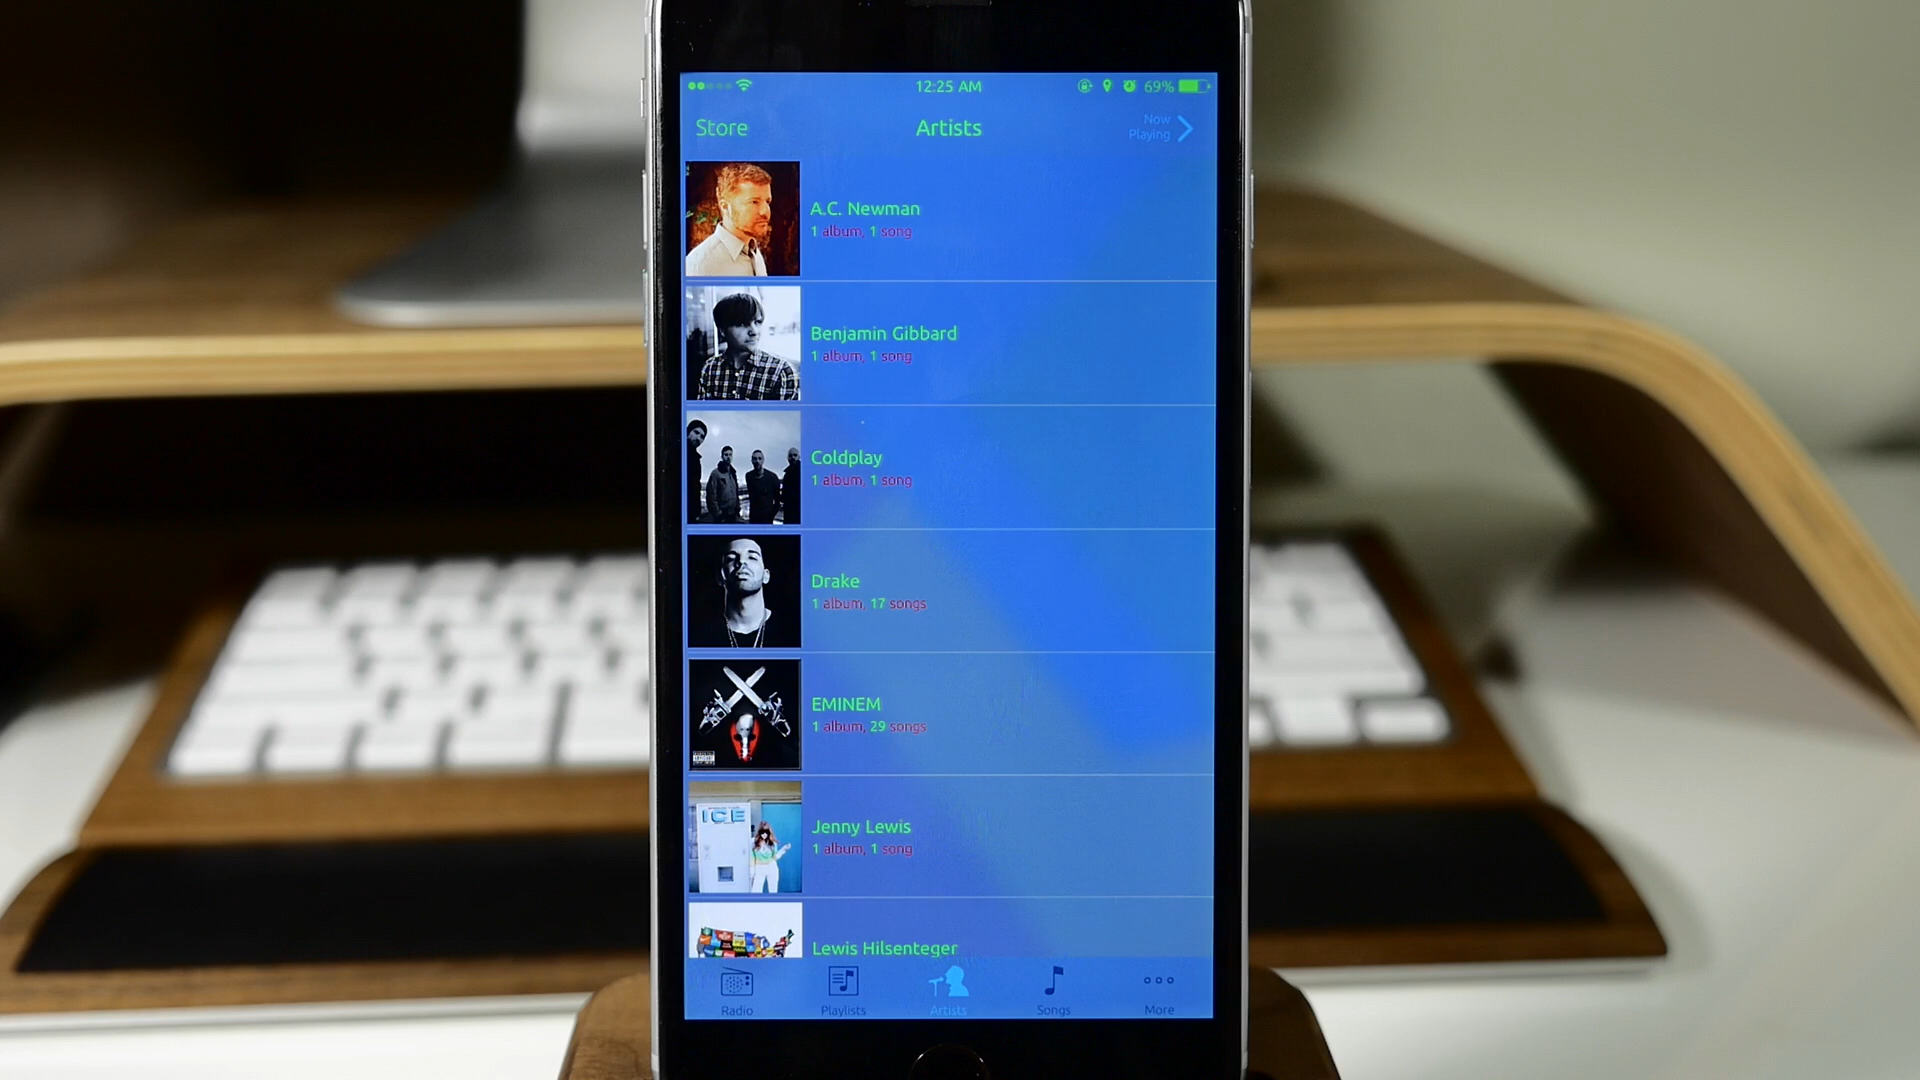 12:25 AM 69%
Store Artists Now Playing
A.C. Newman
1 album, 1 song
Benjamin Gibbard
1 album, 1 song
Coldplay
1 album, 1 song
Drake
1 album, 17 songs
EMINEM
1 album, 29 songs
ICE
Jenny Lewis
1 album, 1 song
Lewis Hilsenteger
Radio Playlists Artists Songs More